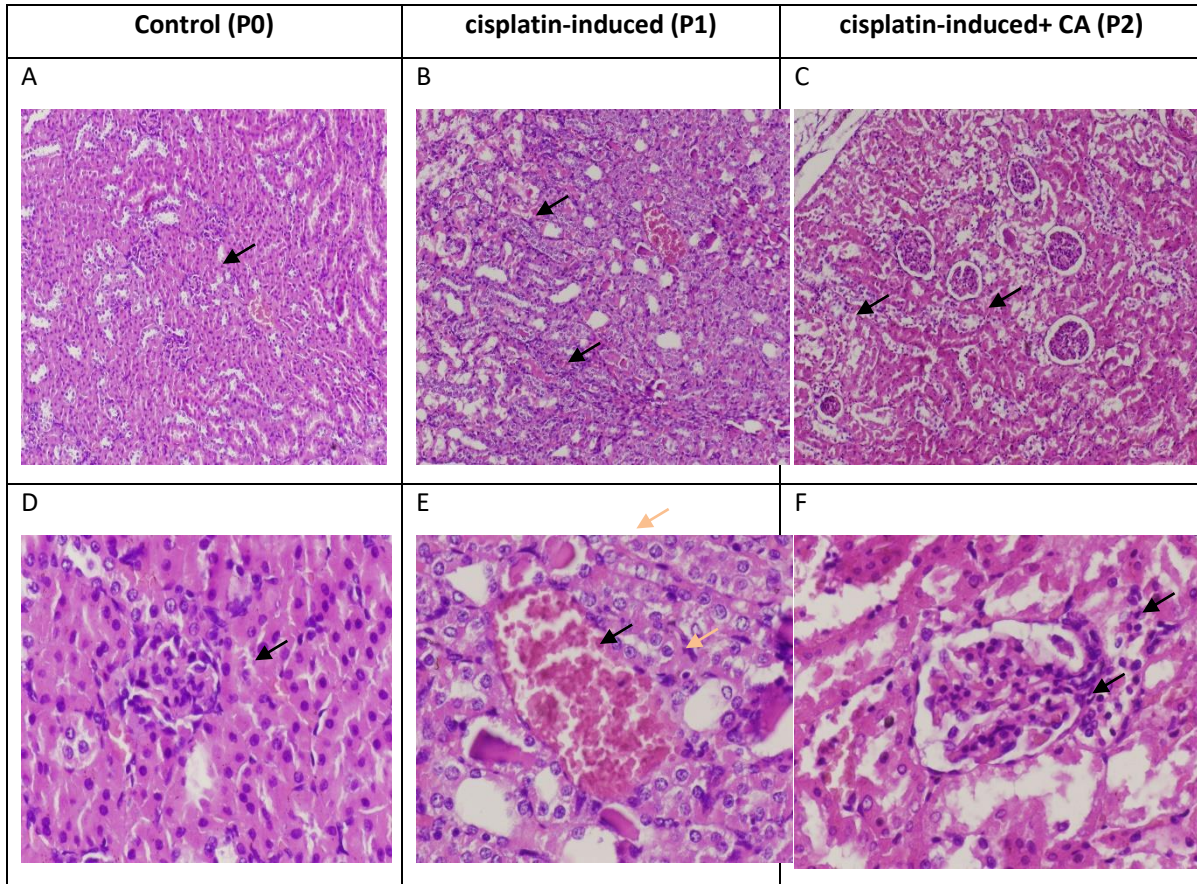 Control (P0)
cisplatin-induced (P1)
cisplatin-induced+ CA (P2)
A
B
C
D
E
F